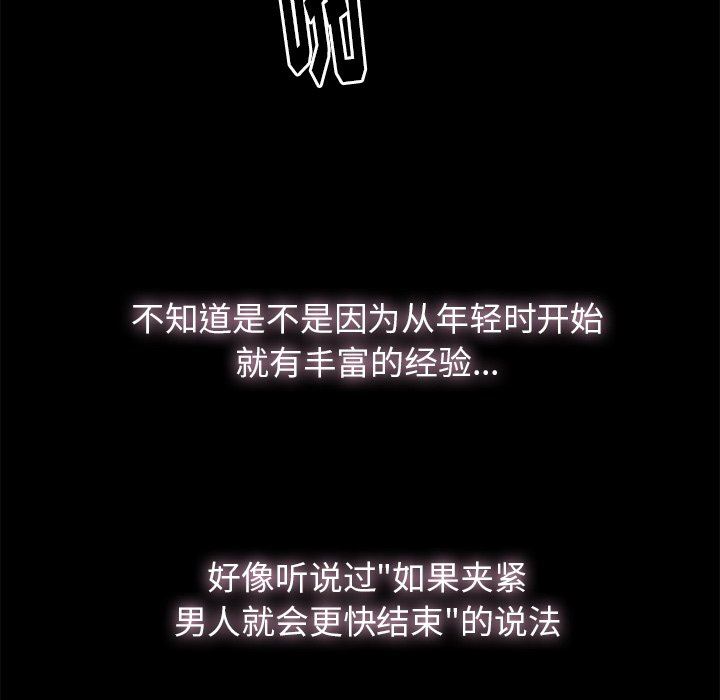 不知道是不是因为从年轻时开始
就有丰富的经验...
好像听说过"如果夹紧
男人就会更快结束"的说法